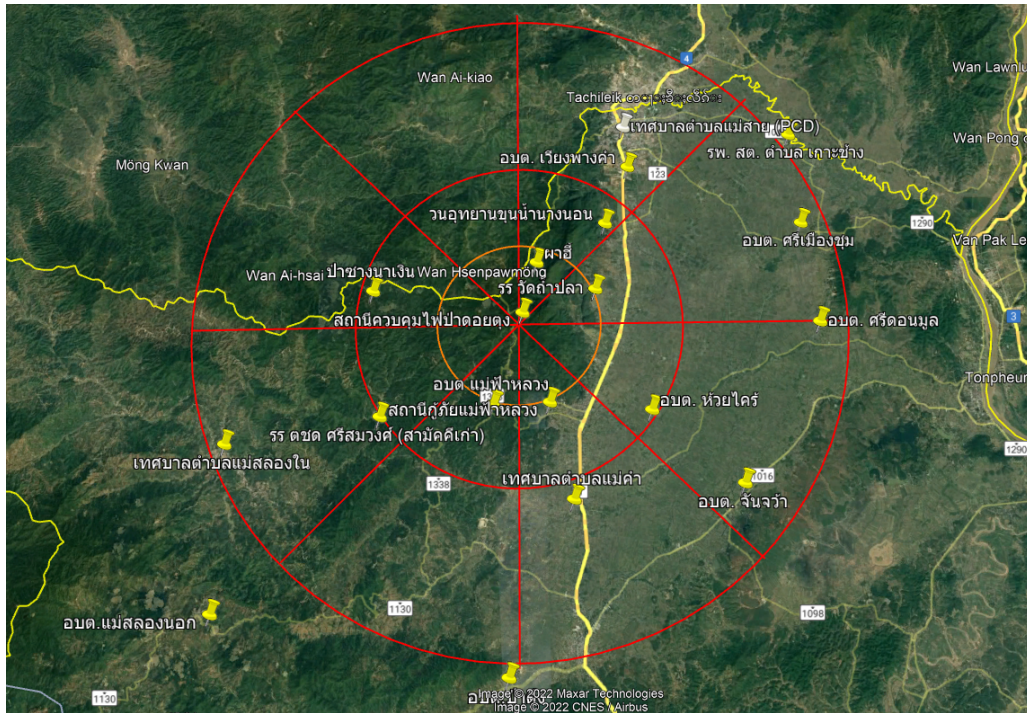 4
Wan Lawn
Wan Ai-kiao
Tachileik
เทศบาลตำบลแม่สาย (PCD)
Wan Pong
รพ. สต. ตำบล เกาะช้าง
อบต. เวียงพางคำ
Möng Kwan
123
วนอุทยานขุนน้ำนางนอน
1290
อบต. ศรีเมืองชุม
Van Pak Le
ผาฮี่
Wan Ai-hsai
ป่าซางนาเงิน
Wan Hsenpawmöng
รร วัดถ้ำปลา
สถานีควบคุมไฟป่าดอยตุง
อบต. ศรีดอนมูล
3
Tonpheun
อบต แม่ฟ้าหลวง
สถานีกู้ภัยแม่ฟ้าหลวง
อบต. ห้วยไคร้
รร ตชด ศรีสมวงศ์ (สามัคคีเก่า)
1290
เทศบาลตำบลแม่สลองใน
เทศบาลตำบลแม่คำ
1016
1338
อบต. จันจว้า
1130
1098
อบต.แม่สลองนอก
1130
Image © 2022 Maxar Technologies
Image © 2022 CNES / Airbus